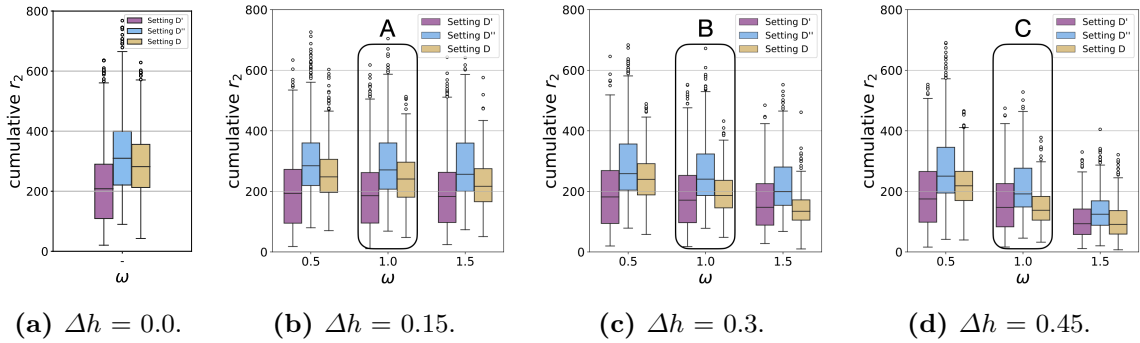 800
600
400
200
0
cumulative r₂
Setting D'
Setting D''
Setting D
-
ω
(a) Δh = 0.0.
800
600
400
200
0
cumulative r₂
A
Setting D'
Setting D''
Setting D
0.5 1.0 1.5
ω
(b) Δh = 0.15.
800
600
400
200
0
cumulative r₂
B
Setting D'
Setting D''
Setting D
0.5 1.0 1.5
ω
(c) Δh = 0.3.
800
600
400
200
0
cumulative r₂
C
Setting D'
Setting D''
Setting D
0.5 1.0 1.5
ω
(d) Δh = 0.45.